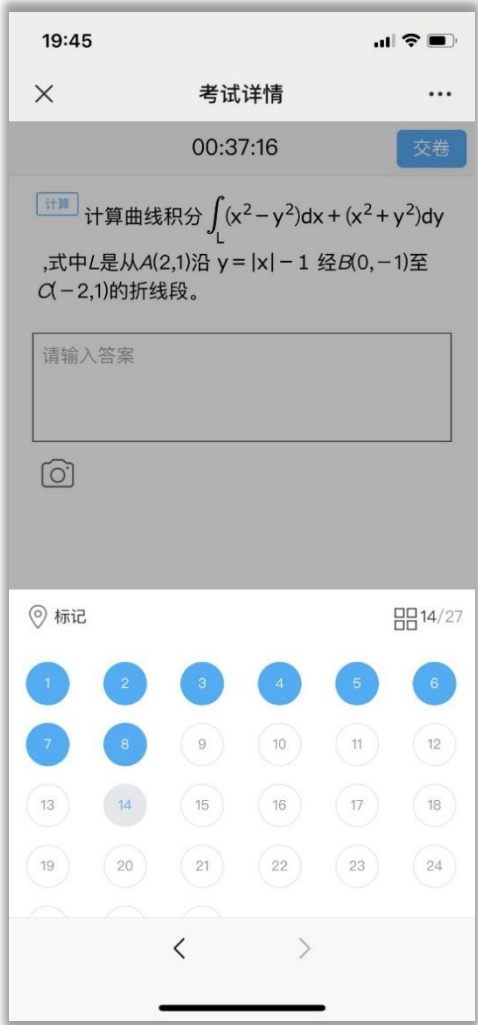 19:45
考试详情
00:37:16
交卷
计算 计算曲线积分∫_L(x²−y²)dx+(x²+y²)dy
,式中L是从A(2,1)沿 y=|x|−1 经B(0,−1)至
C(−2,1)的折线段。
请输入答案
标记
14/27
1 2 3 4 5 6
7 8 9 10 11 12
13 14 15 16 17 18
19 20 21 22 23 24